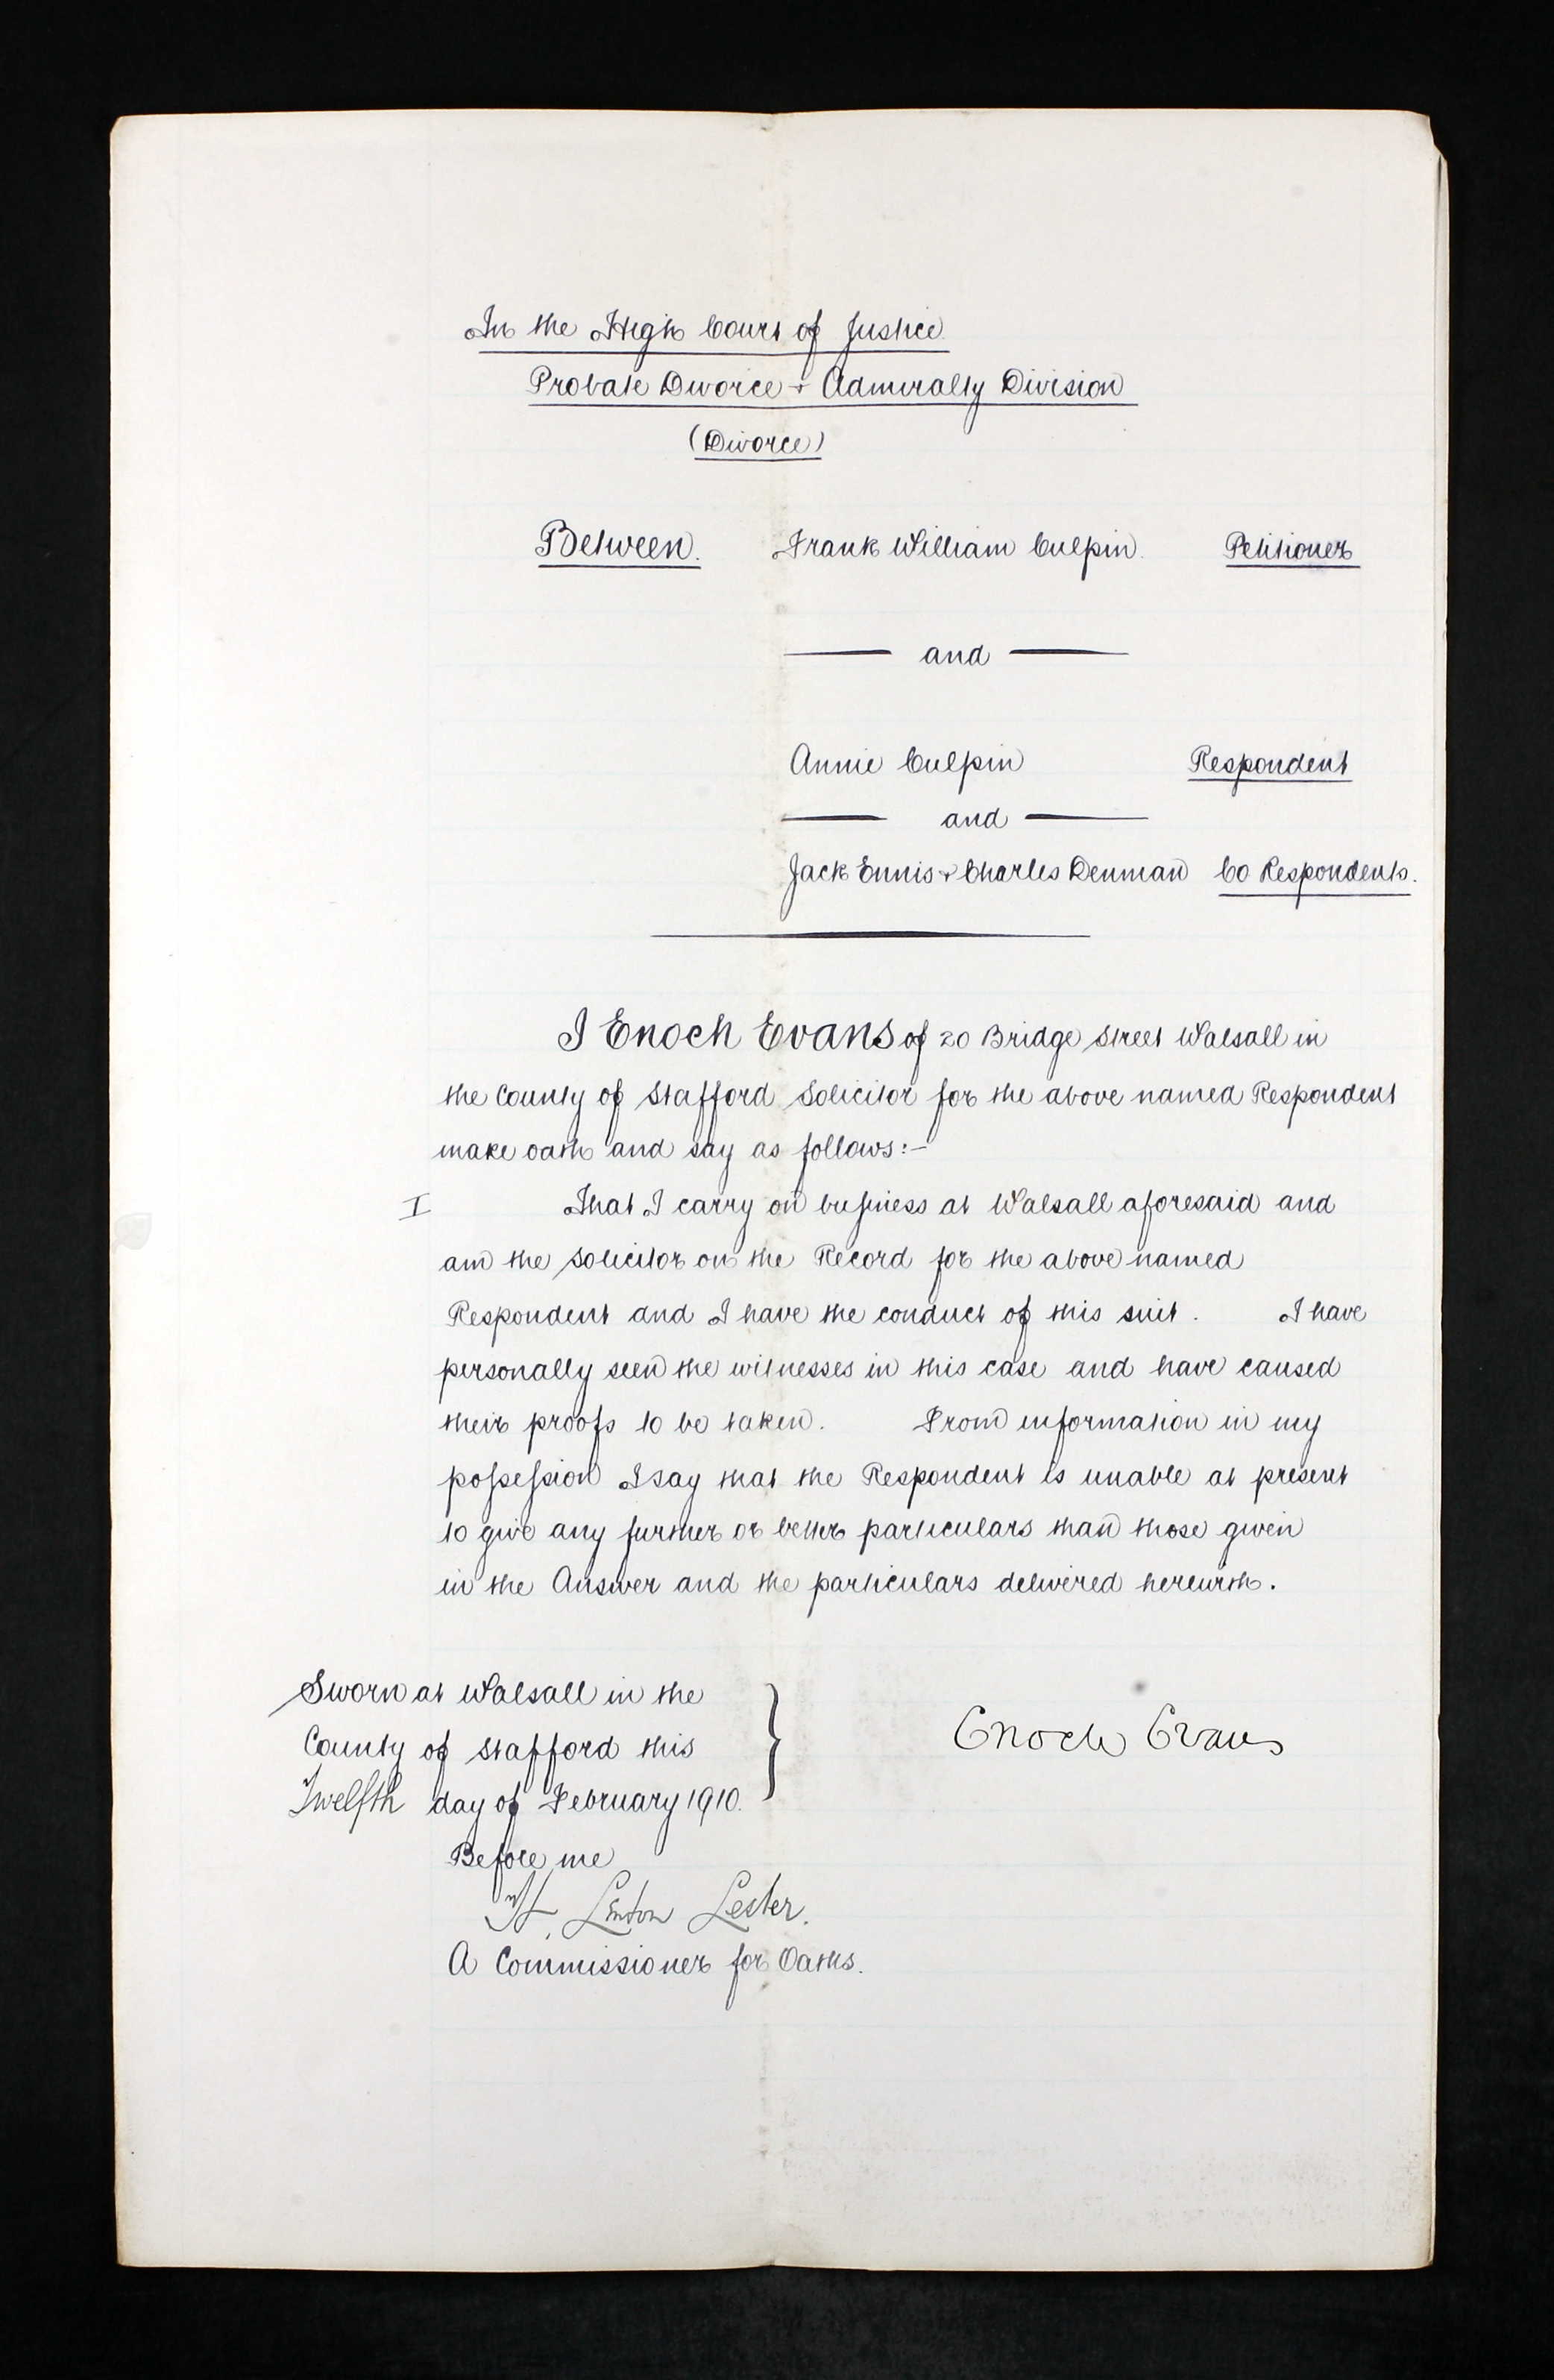 In the High Court of Justice
Probate Divorce & Admiralty Division
(Divorce)
Between. Frank William Culpin. Petitioner
and
Annie Culpin Respondent
and
Jack Ennis & Charles Denman Co Respondents.
I Enoch Evans of 20 Bridge Street Walsall in
the County of Stafford Solicitor for the above named Respondent
make oath and say as follows:-
I That I carry on business at Walsall aforesaid and
am the Solicitor on the Record for the above named
Respondent and I have the conduct of this suit. I have
personally seen the witnesses in this case and have caused
their proofs to be taken. From information in my
possession I say that the Respondent is unable at present
to give any further or better particulars than those given
in the Answer and the particulars delivered herewith.
Sworn at Walsall in the
County of Stafford this
Twelfth day of February 1910.
Enoch Evans
Before me
Lester.
A Commissioner for Oaths.